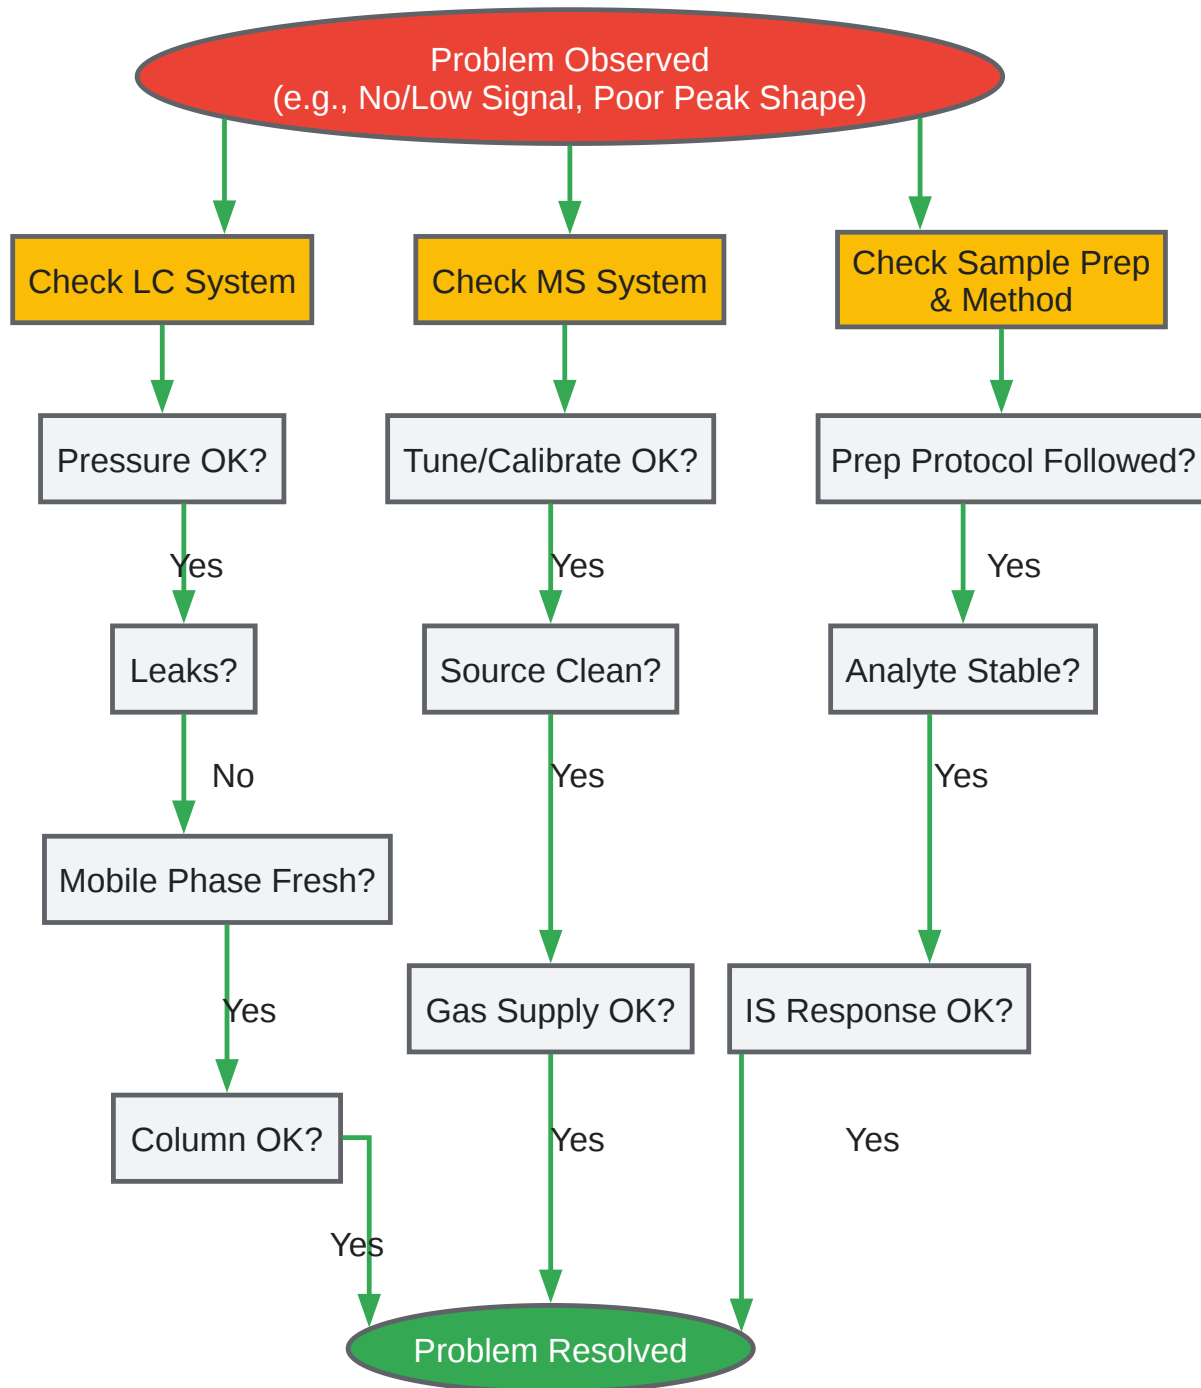 Problem Observed
(e.g., No/Low Signal, Poor Peak Shape)
Check LC System
Check MS System
Check Sample Prep
& Method
Pressure OK?
Tune/Calibrate OK?
Prep Protocol Followed?
Yes
Yes
Yes
Leaks?
Source Clean?
Analyte Stable?
No
Yes
Yes
Mobile Phase Fresh?
Yes
Gas Supply OK?
IS Response OK?
Column OK?
Yes
Yes
Yes
Problem Resolved